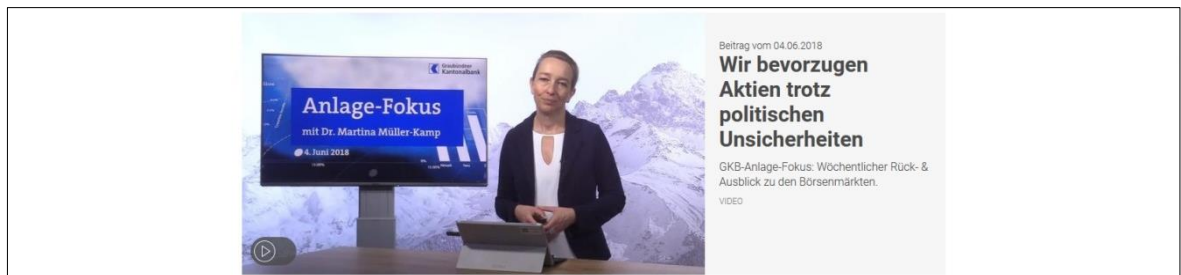 Graubündner
Kantonalbank
Anlage-Fokus
mit Dr. Martina Müller-Kamp
4. Juni 2018
Beitrag vom 04.06.2018
Wir bevorzugen
Aktien trotz
politischen
Unsicherheiten
GKB-Anlage-Fokus: Wöchentlicher Rück- &
Ausblick zu den Börsenmärkten.
VIDEO